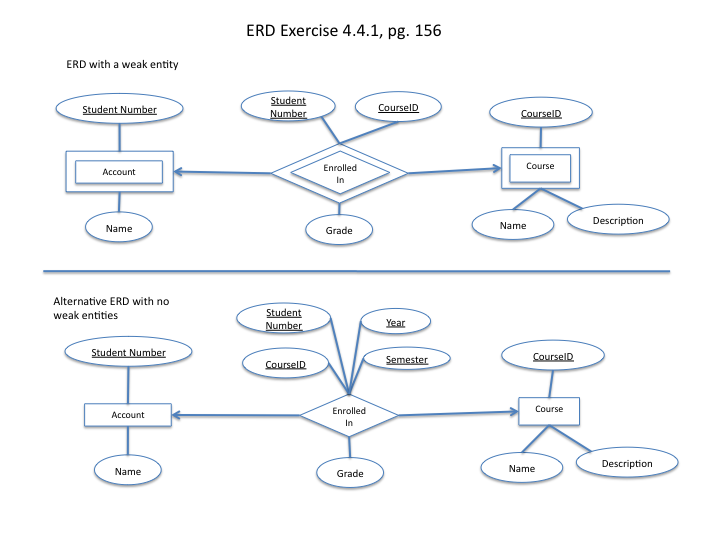 ERD Exercise 4.4.1, pg. 156
ERD with a weak entity
Student Number
Student
Number
CourseID
CourseID
Account
Enrolled
In
Course
Name
Grade
Name
Description
Alternative ERD with no
weak entities
Student
Number
Year
Student Number
CourseID
Semester
CourseID
Account
Enrolled
In
Course
Name
Grade
Name
Description